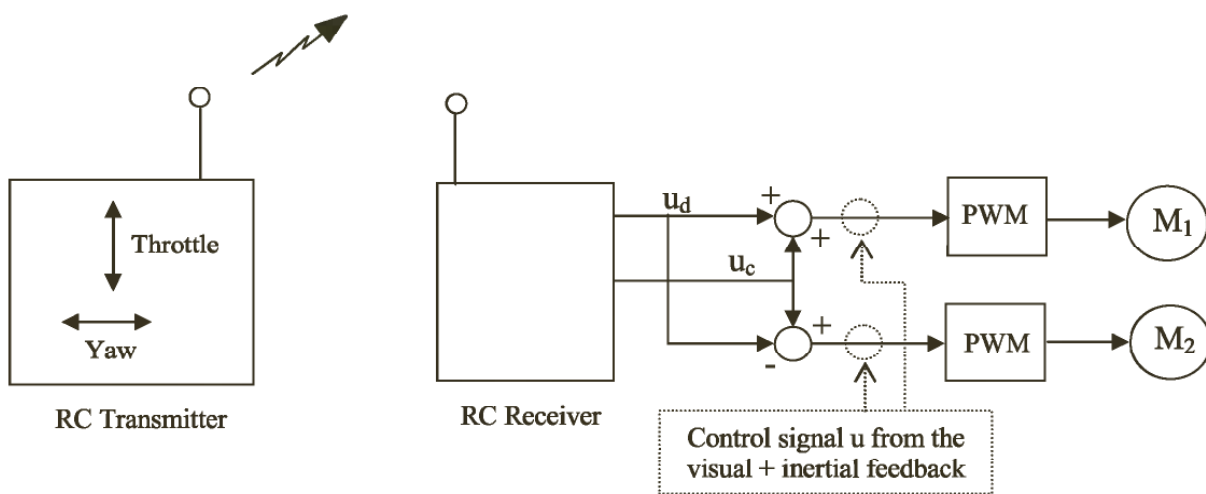 Throttle
Yaw
RC Transmitter
RC Receiver
u_d
u_c
+
+
+
-
PWM
M₁
PWM
M₂
Control signal u from the
visual + inertial feedback